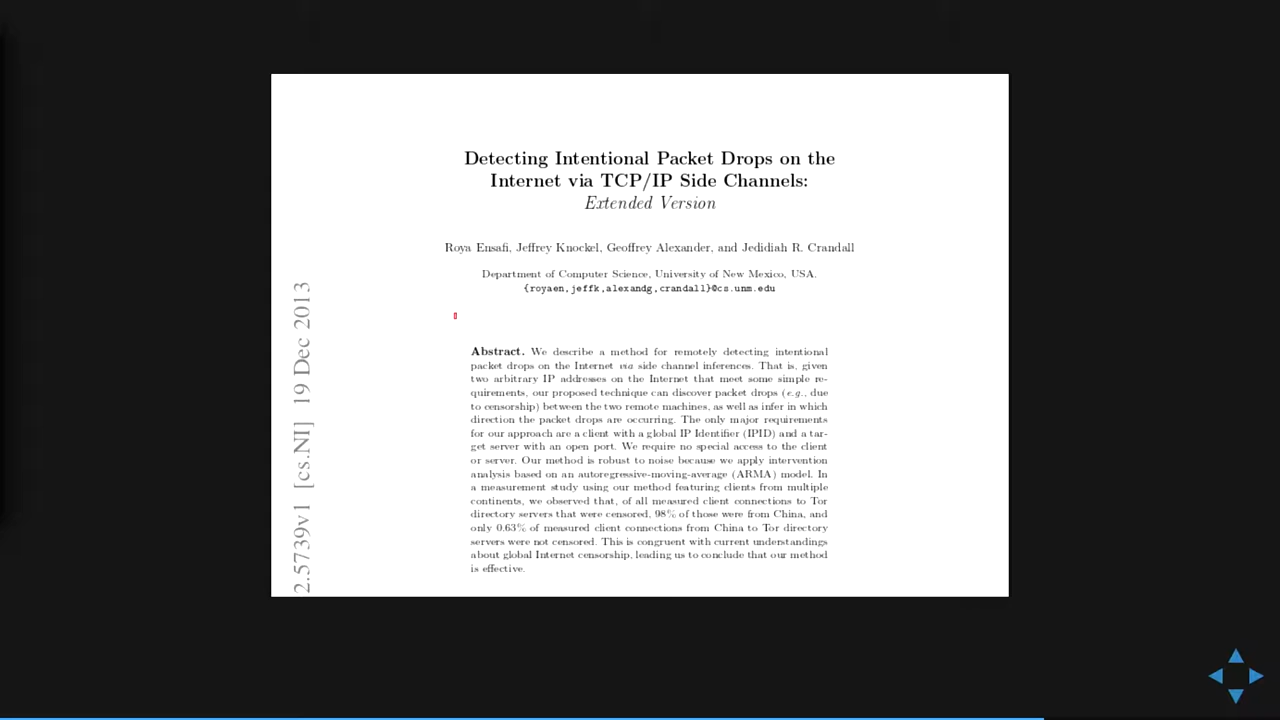 Detecting Intentional Packet Drops on the
Internet via TCP/IP Side Channels:
Extended Version
Roya Ensafi, Jeffrey Knockel, Geoffrey Alexander, and Jedidiah R. Crandall
Department of Computer Science, University of New Mexico, USA.
{royaen,jeffk,alexandg,crandall}@cs.unm.edu
Abstract. We describe a method for remotely detecting intentional
packet drops on the Internet via side channel inferences. That is, given
two arbitrary IP addresses on the Internet that meet some simple re-
quirements, our proposed technique can discover packet drops (e.g., due
to censorship) between the two remote machines, as well as infer in which
direction the packet drops are occurring. The only major requirements
for our approach are a client with a global IP Identifier (IPID) and a tar-
get server with an open port. We require no special access to the client
or server. Our method is robust to noise because we apply intervention
analysis based on an autoregressive-moving-average (ARMA) model. In
a measurement study using our method featuring clients from multiple
continents, we observed that, of all measured client connections to Tor
directory servers that were censored, 98% of those were from China, and
only 0.63% of measured client connections from China to Tor directory
servers were not censored. This is congruent with current understandings
about global Internet censorship, leading us to conclude that our method
is effective.
2.5739v1 [cs.NI] 19 Dec 2013